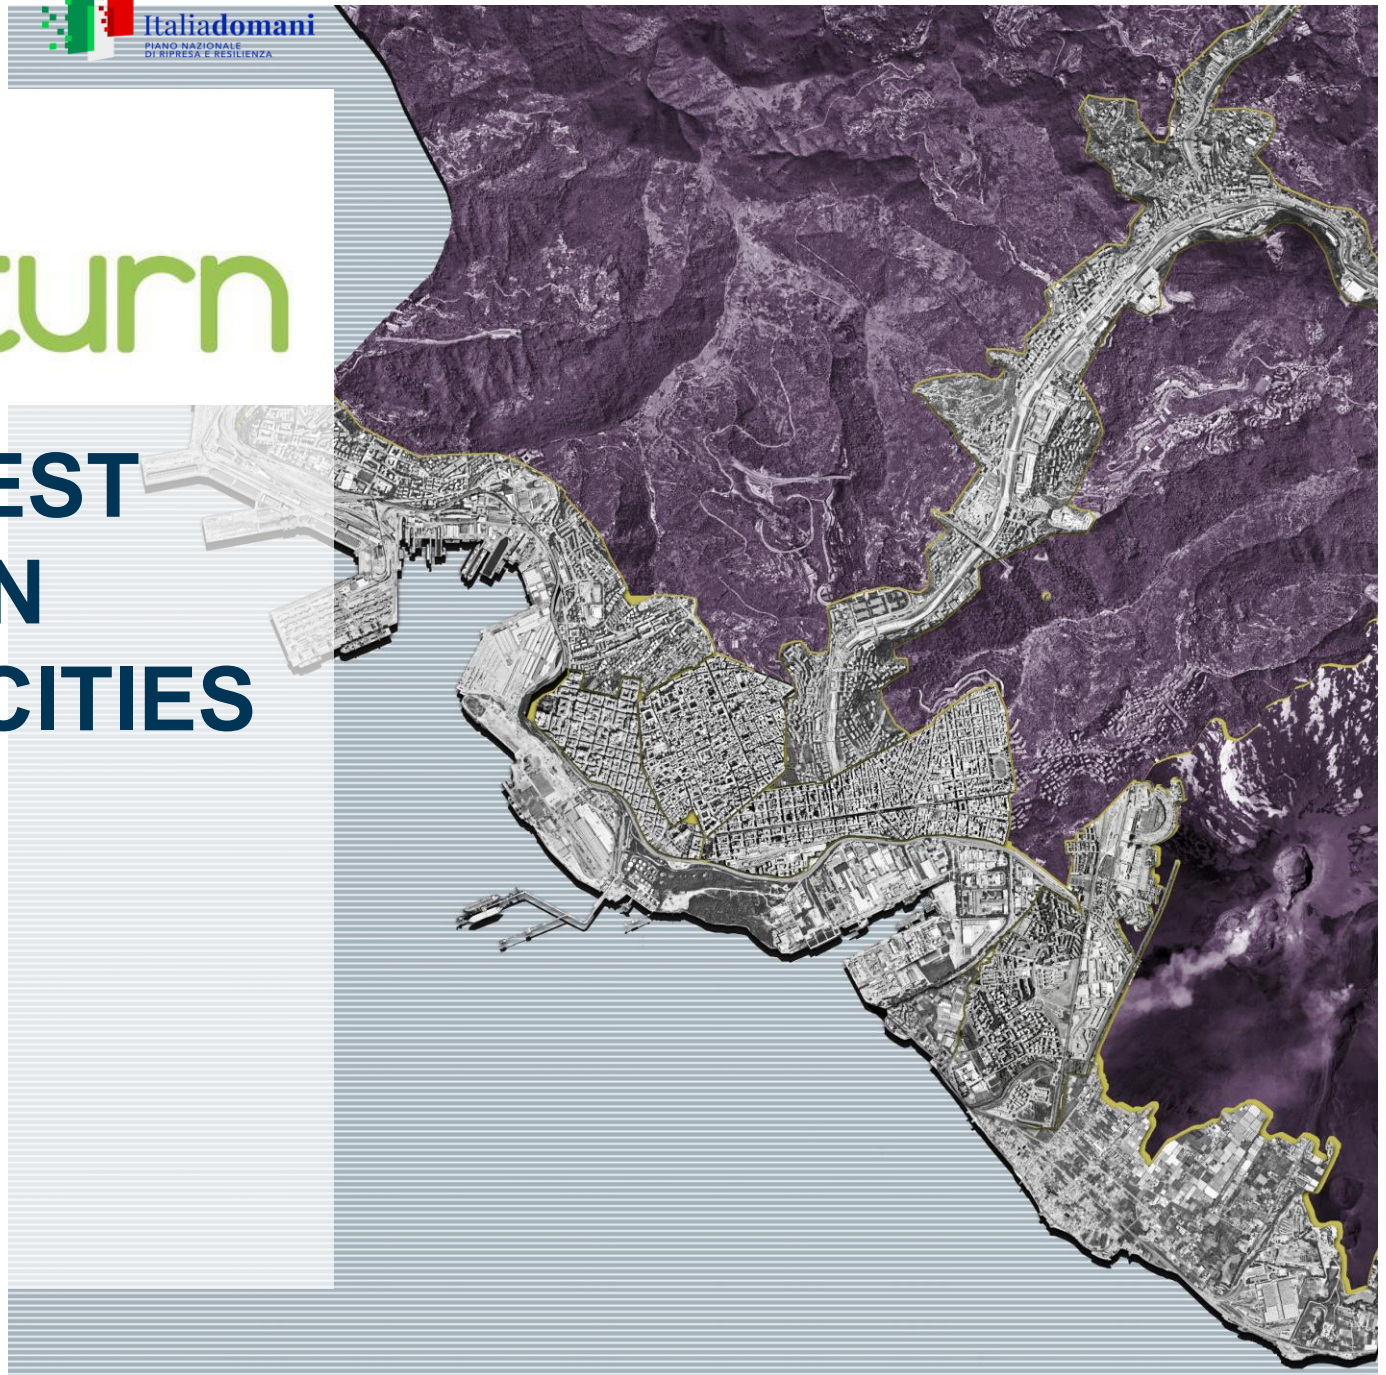 Italiadomani
PIANO NAZIONALE
DI RIPRESA E RESILIENZA
turn
EST
N
CITIES